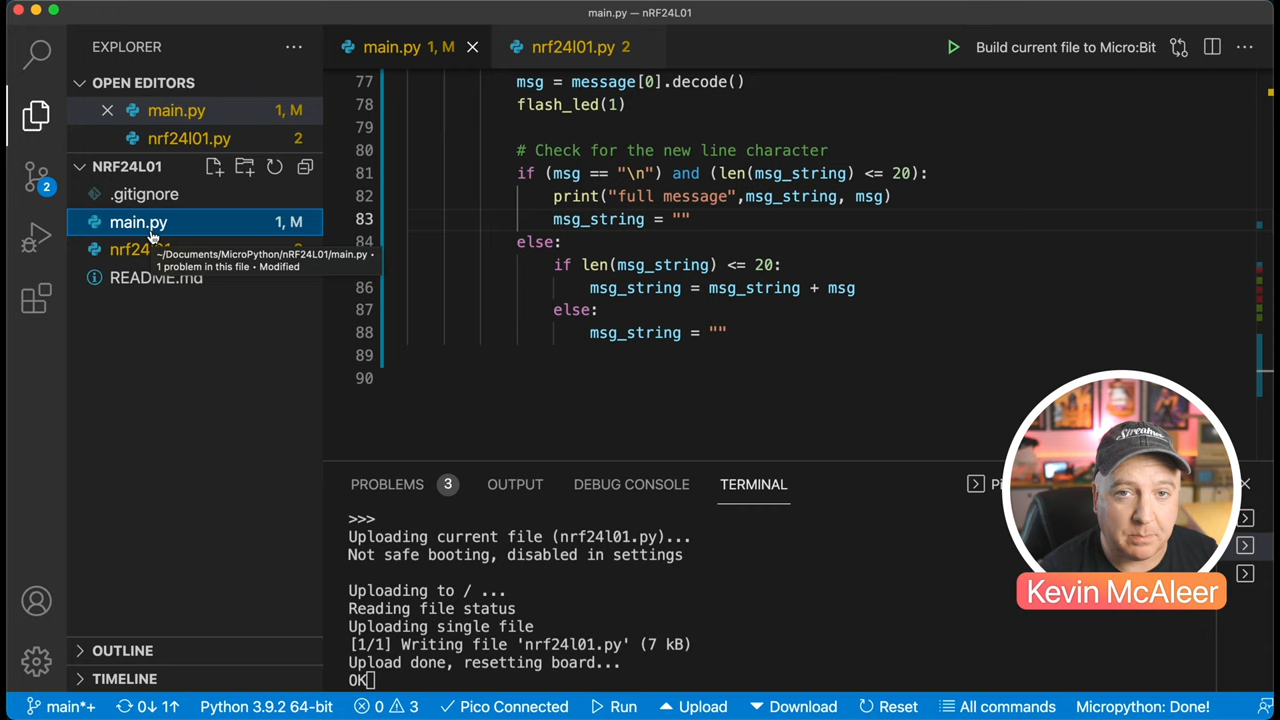 main.py — nRF24L01
EXPLORER
OPEN EDITORS
main.py 1, M
nrf24l01.py 2
NRF24L01
.gitignore
main.py 1, M
nrf24
~/Documents/MicroPython/nRF24L01/main.py •
1 problem in this file • Modified
README.md
OUTLINE
TIMELINE
2
main.py 1, M
nrf24l01.py 2
Build current file to Micro:Bit
77 msg = message[0].decode()
78 flash_led(1)
79
80 # Check for the new line character
81 if (msg == "\n") and (len(msg_string) <= 20):
82 print("full message",msg_string, msg)
83 msg_string = ""
84 else:
85 if len(msg_string) <= 20:
86 msg_string = msg_string + msg
87 else:
88 msg_string = ""
89
90
PROBLEMS 3 OUTPUT DEBUG CONSOLE TERMINAL
>>>
Uploading current file (nrf24l01.py)...
Not safe booting, disabled in settings
Uploading to / ...
Reading file status
Uploading single file
[1/1] Writing file 'nrf24l01.py' (7 kB)
Upload done, resetting board...
OK
Streamer
Kevin McAleer
main*+ 0↓ 1↑ Python 3.9.2 64-bit 0 3 Pico Connected Run Upload Download Reset All commands Micropython: Done!